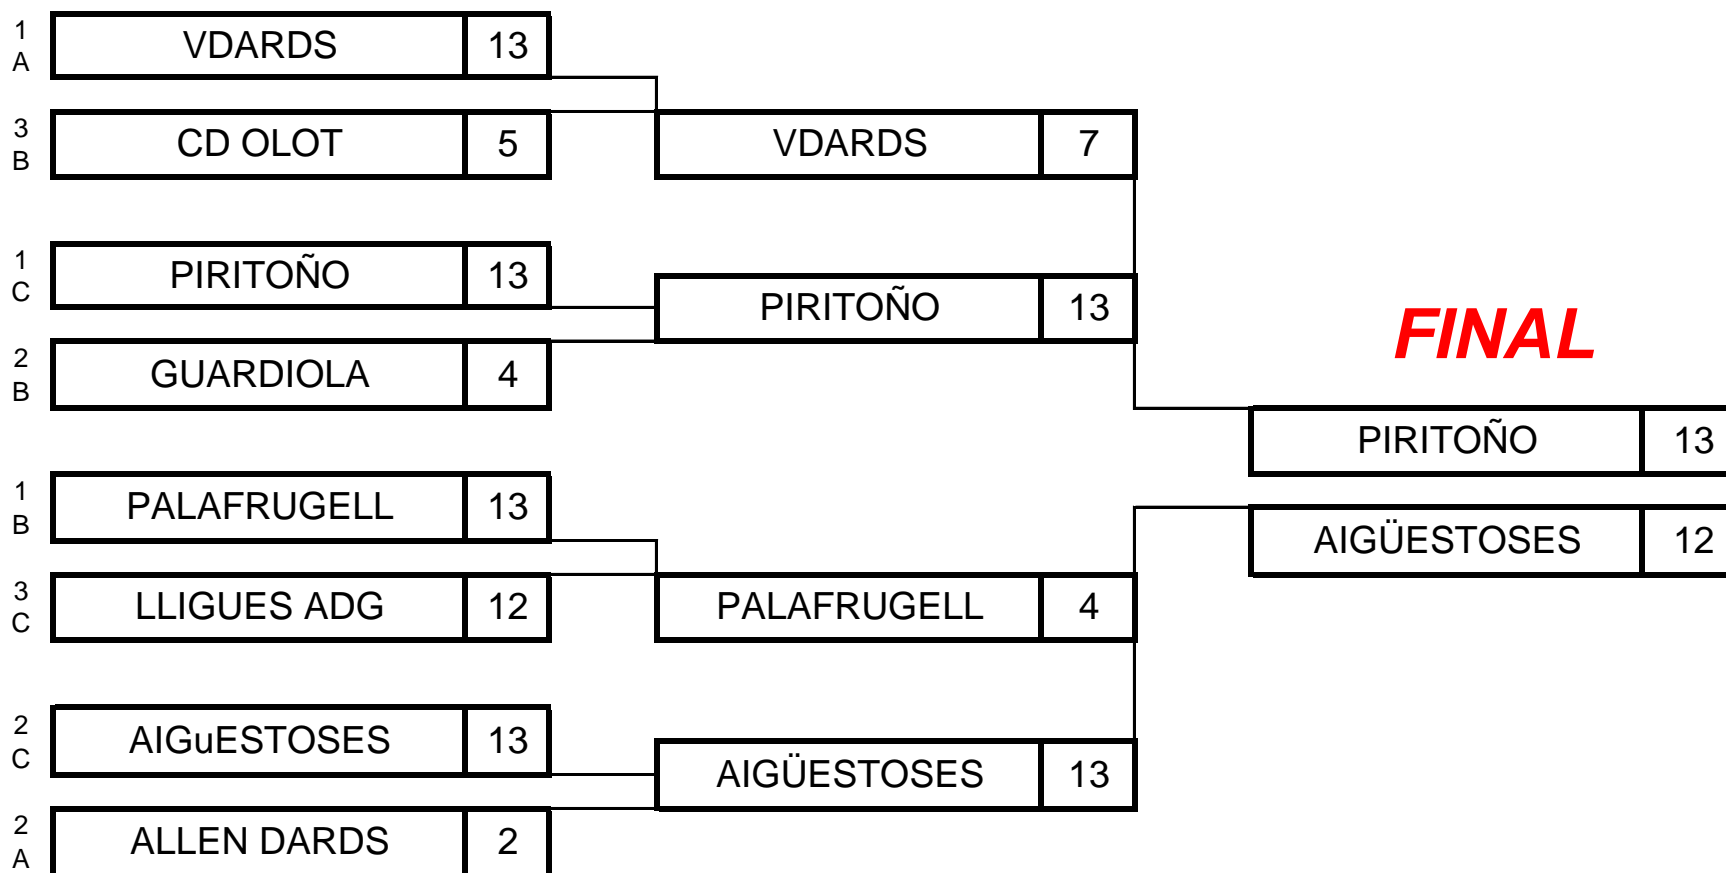 1
A
VDARDS 13
3
B
CD OLOT 5
VDARDS 7
1
C
PIRITOÑO 13
PIRITOÑO 13
FINAL
2
B
GUARDIOLA 4
PIRITOÑO 13
1
B
PALAFRUGELL 13
AIGÜESTOSES 12
3
C
LLIGUES ADG 12
PALAFRUGELL 4
2
C
AIGuESTOSES 13
AIGÜESTOSES 13
2
A
ALLEN DARDS 2